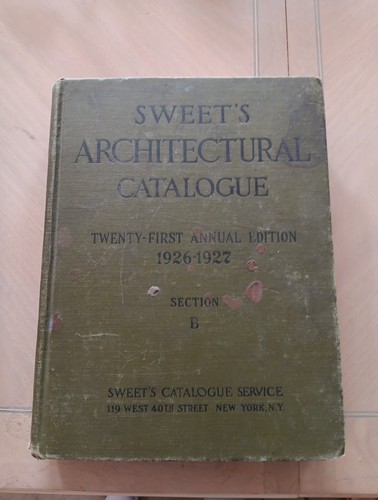 SWEET'S
ARCHITECTURAL
CATALOGUE
TWENTY-FIRST ANNUAL EDITION
1926-1927
SECTION
B
SWEET'S CATALOGUE SERVICE
119 WEST 40TH STREET NEW YORK, N.Y.